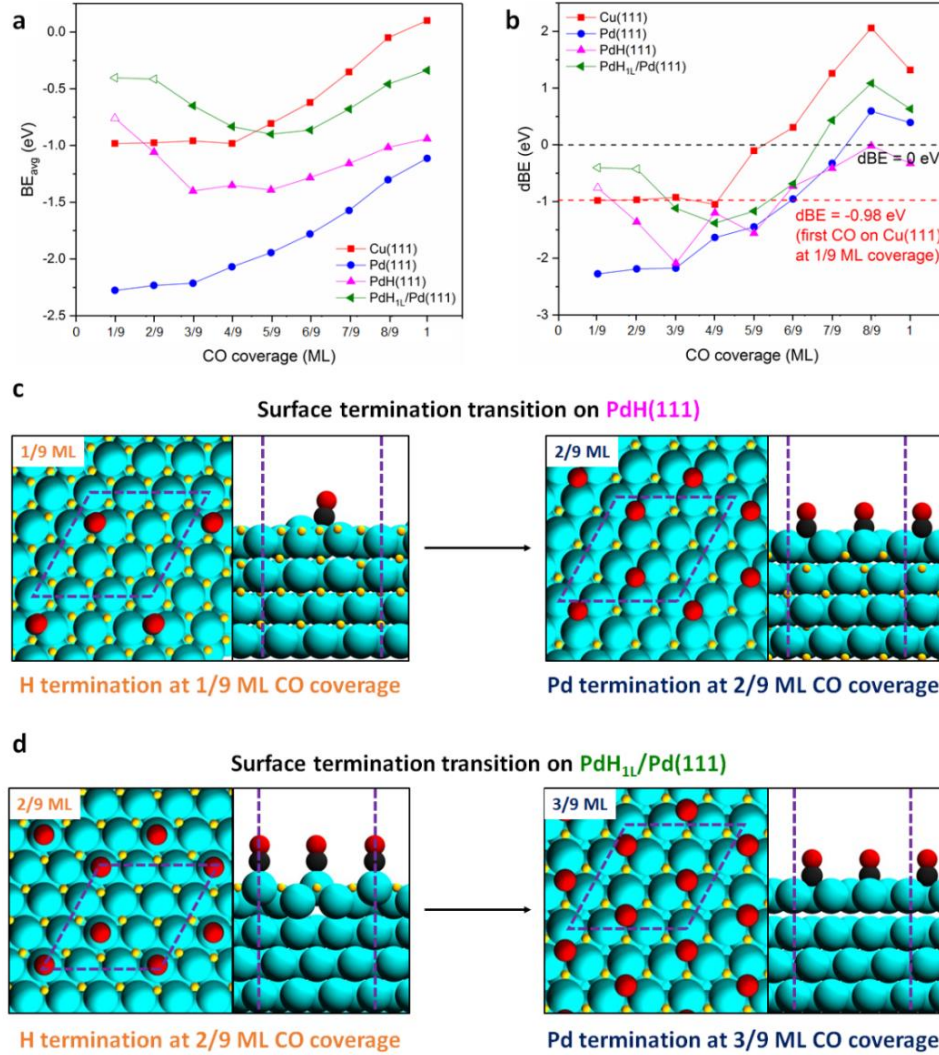 a
0.0
-0.5
-1.0
-1.5
-2.0
-2.5
BEavg (eV)
Cu(111)
Pd(111)
PdH(111)
PdH1L/Pd(111)
0 1/9 2/9 3/9 4/9 5/9 6/9 7/9 8/9 1
CO coverage (ML)
b
Cu(111)
Pd(111)
PdH(111)
PdH1L/Pd(111)
2
1
0
-1
-2
-3
dBE (eV)
dBE = 0 eV
dBE = -0.98 eV
(first CO on Cu(111)
at 1/9 ML coverage)
0 1/9 2/9 3/9 4/9 5/9 6/9 7/9 8/9 1
CO coverage (ML)
c
Surface termination transition on PdH(111)
1/9 ML
2/9 ML
H termination at 1/9 ML CO coverage
Pd termination at 2/9 ML CO coverage
d
Surface termination transition on PdH1L/Pd(111)
2/9 ML
3/9 ML
H termination at 2/9 ML CO coverage
Pd termination at 3/9 ML CO coverage